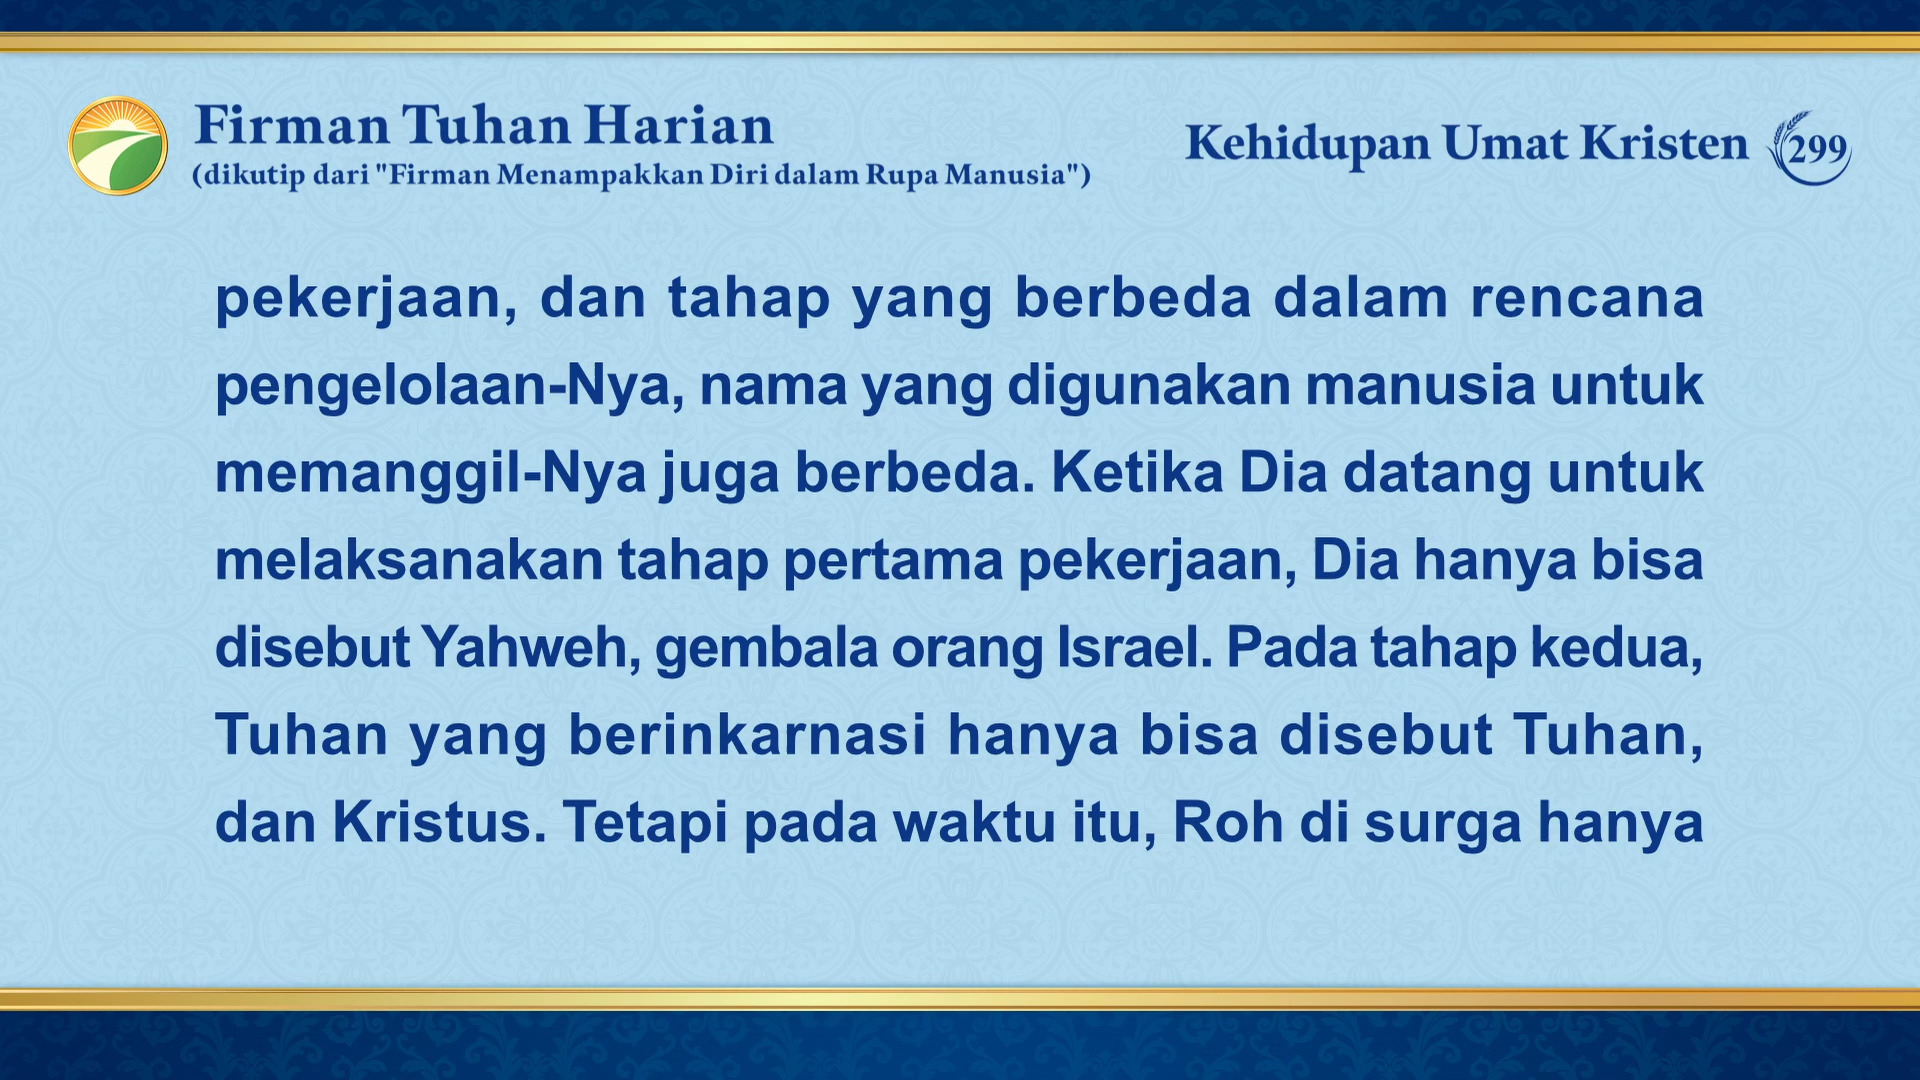 Firman Tuhan Harian
(dikutip dari "Firman Menampakkan Diri dalam Rupa Manusia")
Kehidupan Umat Kristen 299
pekerjaan, dan tahap yang berbeda dalam rencana
pengelolaan-Nya, nama yang digunakan manusia untuk
memanggil-Nya juga berbeda. Ketika Dia datang untuk
melaksanakan tahap pertama pekerjaan, Dia hanya bisa
disebut Yahweh, gembala orang Israel. Pada tahap kedua,
Tuhan yang berinkarnasi hanya bisa disebut Tuhan,
dan Kristus. Tetapi pada waktu itu, Roh di surga hanya